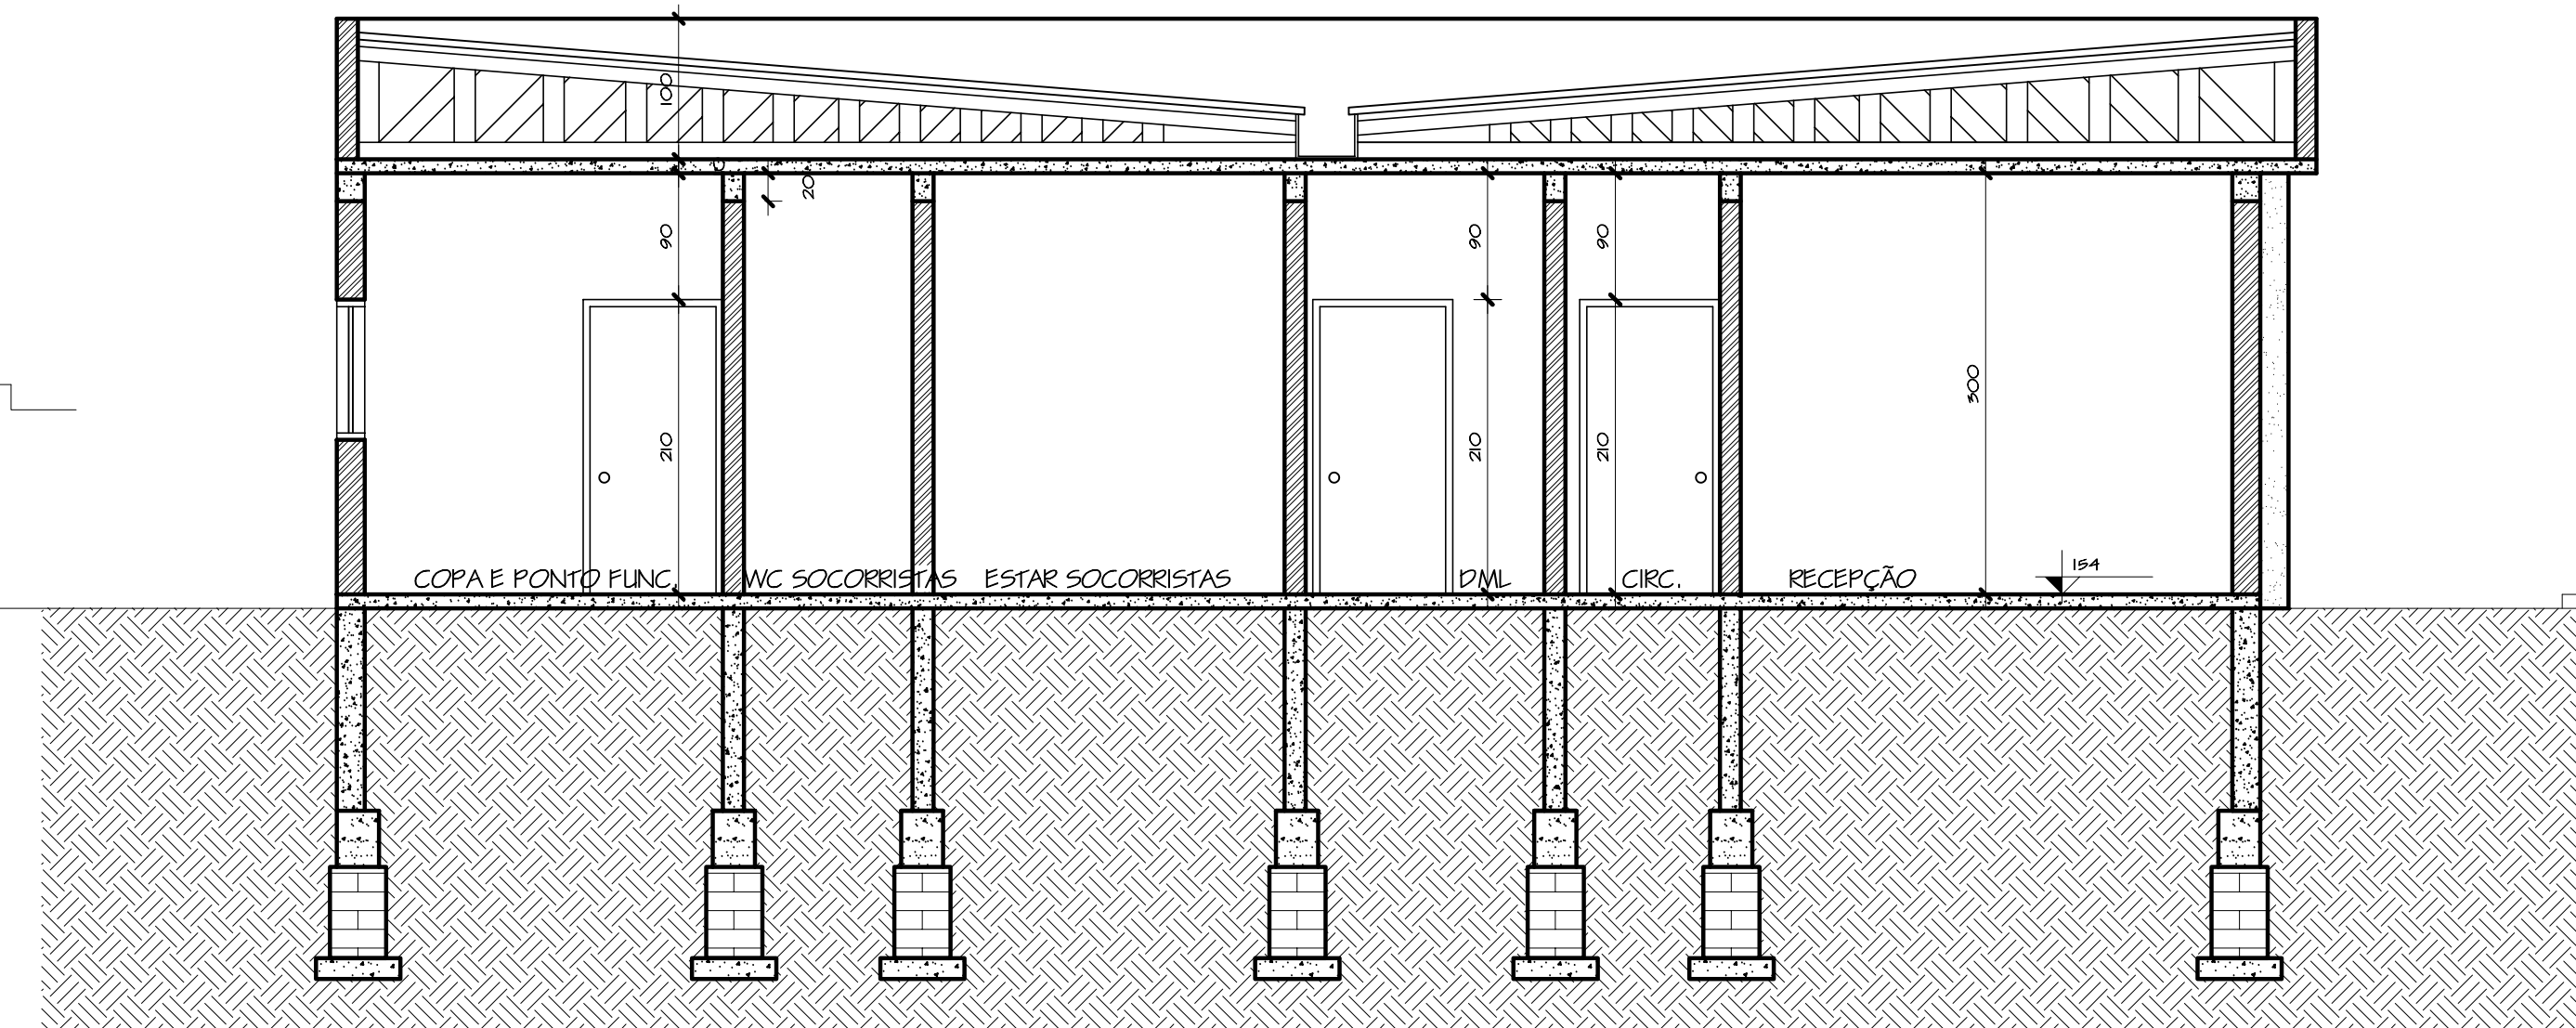 100
20
90
90
90
300
210
210
210
COPA E PONTO FUNC.
WC SOCORRISTAS
ESTAR SOCORRISTAS
DML
CIRC.
RECEPÇÃO
154